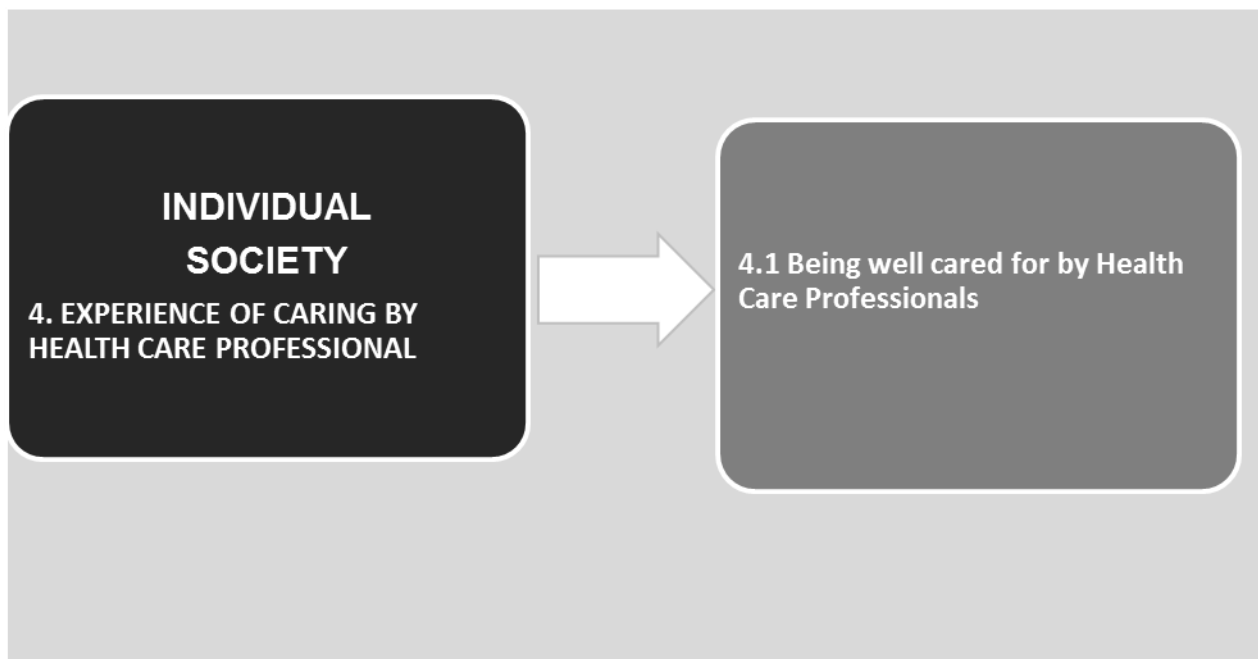 INDIVIDUAL
SOCIETY
4. EXPERIENCE OF CARING BY
HEALTH CARE PROFESSIONAL
4.1 Being well cared for by Health
Care Professionals